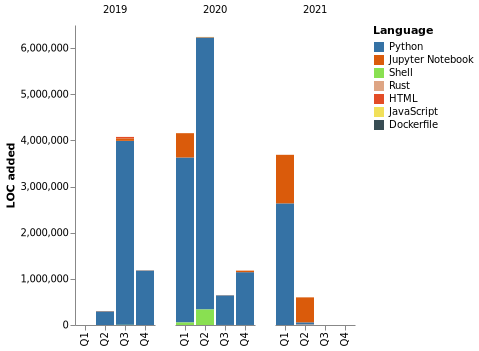 2019 2020 2021
Language
Python
Jupyter Notebook
Shell
Rust
HTML
JavaScript
Dockerfile
LOC added
6,000,000
5,000,000
4,000,000
3,000,000
2,000,000
1,000,000
0
Q1 Q2 Q3 Q4 Q1 Q2 Q3 Q4 Q1 Q2 Q3 Q4